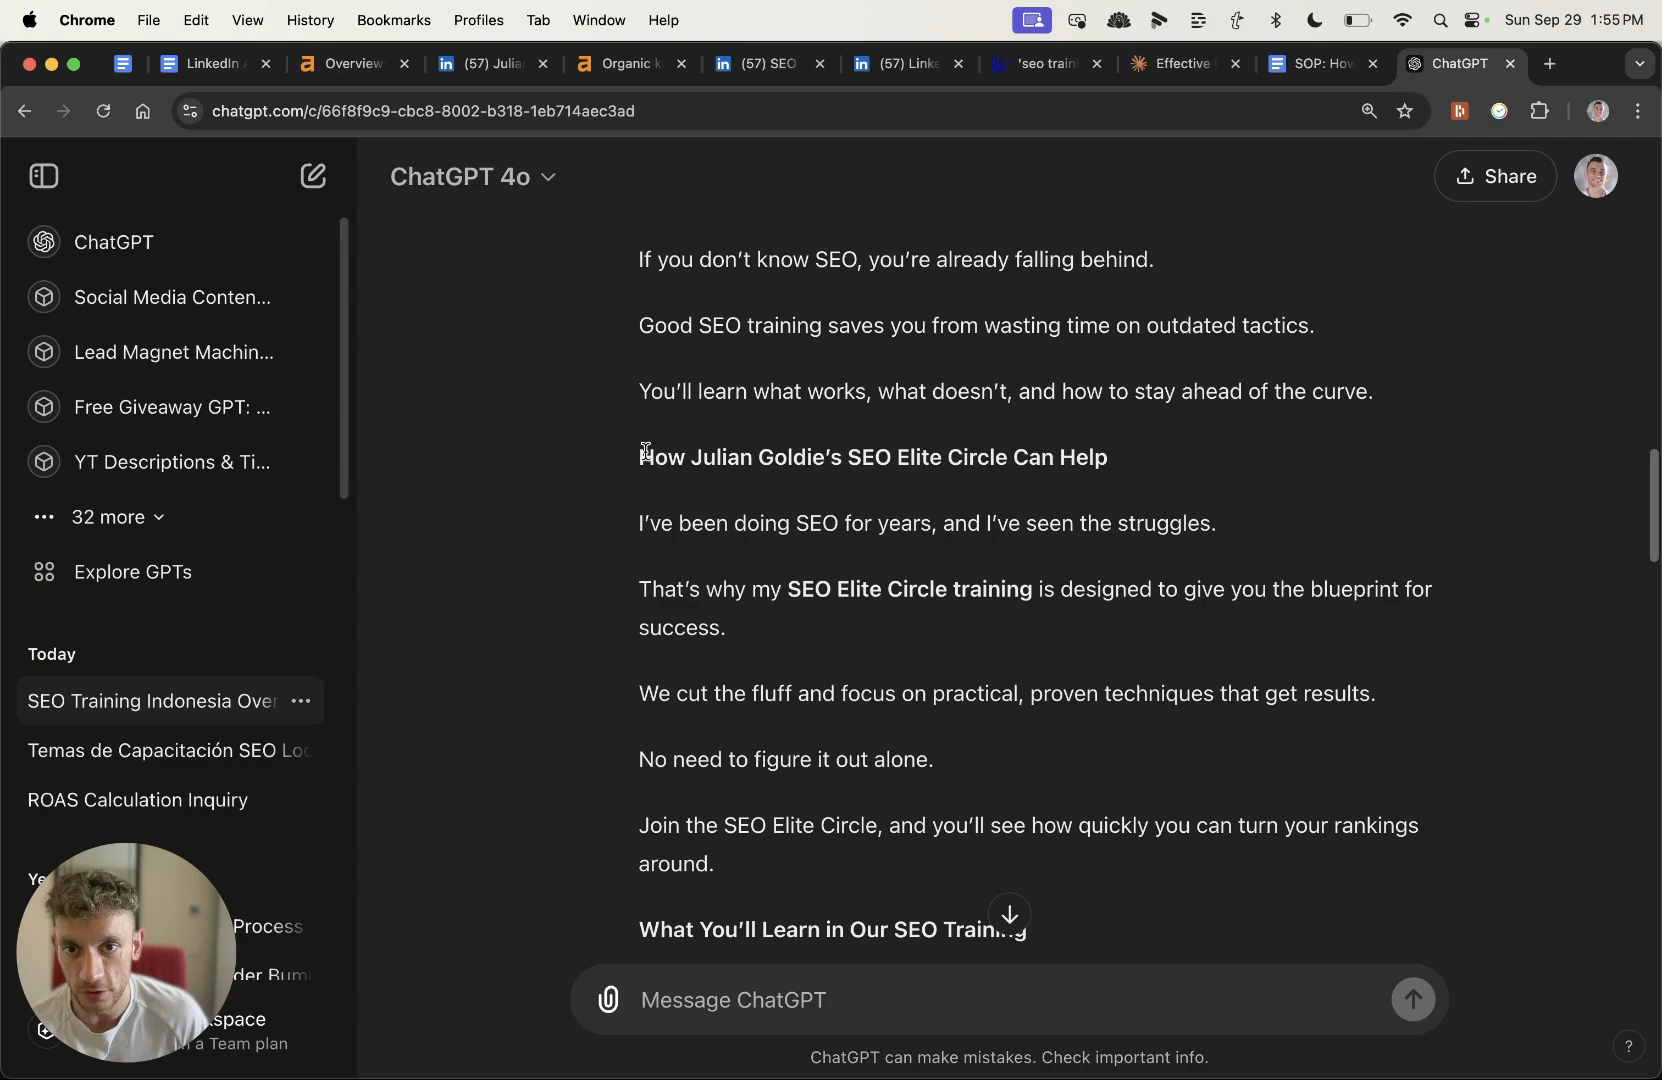 Chrome File Edit View History Bookmarks Profiles Tab Window Help Sun Sep 29 1:55 PM
LinkedIn Overview (57) Julia Organic k (57) SEO (57) Linke 'seo train Effective SOP: How ChatGPT
chatgpt.com/c/66f8f9c9-cbc8-8002-b318-1eb714aec3ad
ChatGPT 4o
Share
ChatGPT
Social Media Conten...
Lead Magnet Machin...
Free Giveaway GPT: ...
YT Descriptions & Ti...
32 more
Explore GPTs
Today
SEO Training Indonesia Over
Temas de Capacitación SEO Loc
ROAS Calculation Inquiry
Ye
Process
der Bum
space
a Team plan
If you don't know SEO, you're already falling behind.
Good SEO training saves you from wasting time on outdated tactics.
You'll learn what works, what doesn't, and how to stay ahead of the curve.
How Julian Goldie's SEO Elite Circle Can Help
I've been doing SEO for years, and I've seen the struggles.
That's why my SEO Elite Circle training is designed to give you the blueprint for
success.
We cut the fluff and focus on practical, proven techniques that get results.
No need to figure it out alone.
Join the SEO Elite Circle, and you'll see how quickly you can turn your rankings
around.
What You'll Learn in Our SEO Training
Message ChatGPT
ChatGPT can make mistakes. Check important info.
?